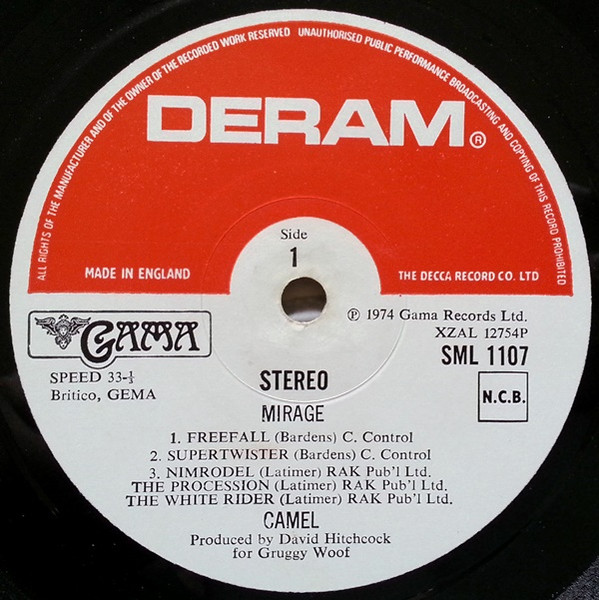 ALL RIGHTS OF THE MANUFACTURER AND OF THE OWNER OF THE RECORDED WORK RESERVED UNAUTHORISED PUBLIC PERFORMANCE BROADCASTING AND COPYING OF THIS RECORD PROHIBITED
DERAM®
Side
1
MADE IN ENGLAND
THE DECCA RECORD CO. LTD
GAMA
℗ 1974 Gama Records Ltd.
XZAL 12754P
SML 1107
SPEED 33-⅓
Britico, GEMA
STEREO
N.C.B.
MIRAGE
1. FREEFALL (Bardens) C. Control
2. SUPERTWISTER (Bardens) C. Control
3. NIMRODEL (Latimer) RAK Pub'l Ltd.
THE PROCESSION (Latimer) RAK Pub'l Ltd.
THE WHITE RIDER (Latimer) RAK Pub'l Ltd.
CAMEL
Produced by David Hitchcock
for Gruggy Woof